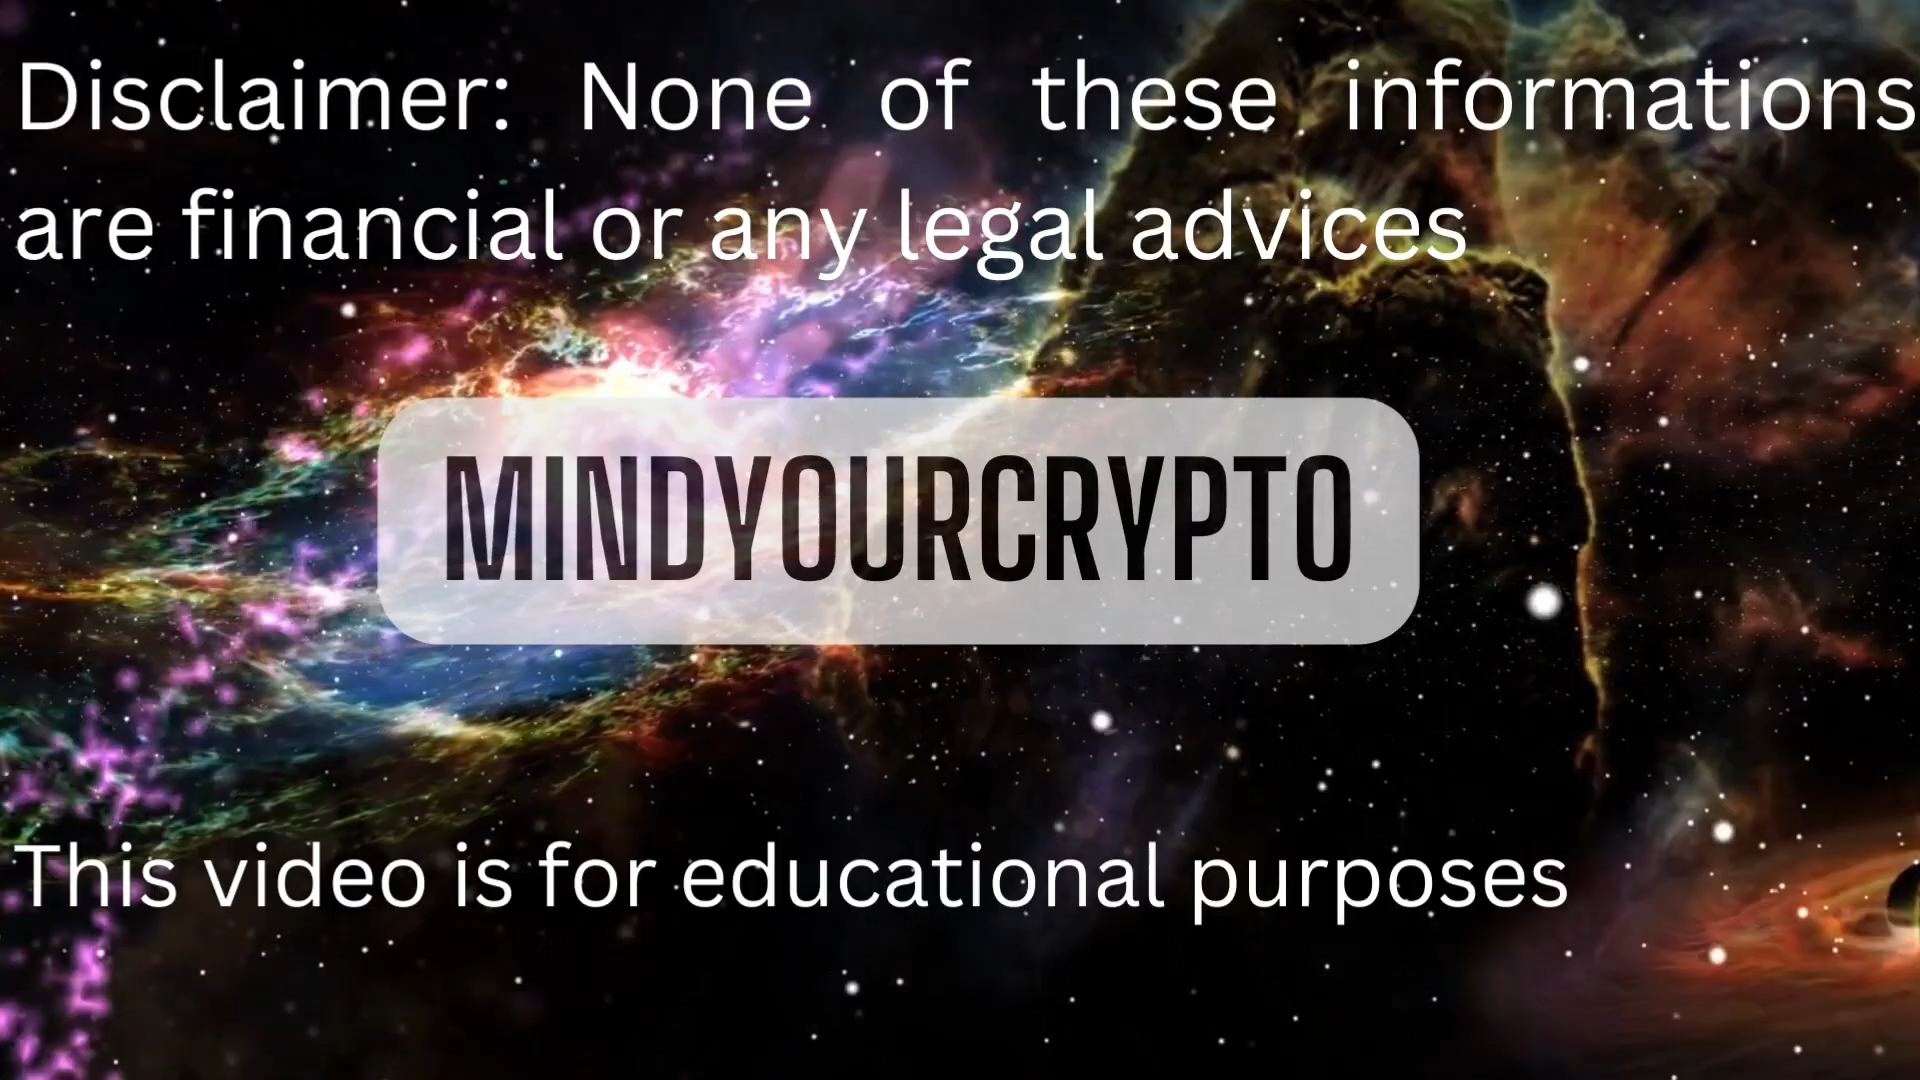 Disclaimer: None of these informations
are financial or any legal advices
MINDYOURCRYPTO
This video is for educational purposes